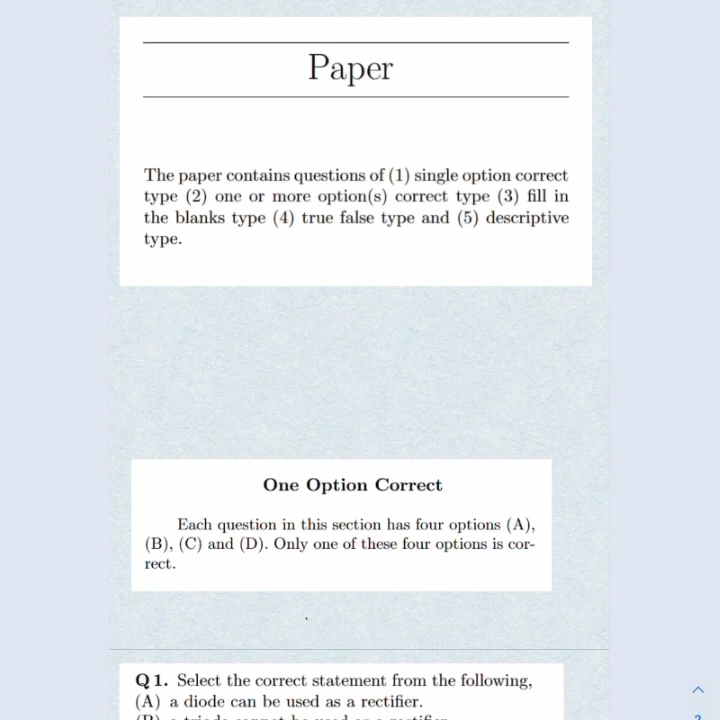 Paper
The paper contains questions of (1) single option correct
type (2) one or more option(s) correct type (3) fill in
the blanks type (4) true false type and (5) descriptive
type.
One Option Correct
Each question in this section has four options (A),
(B), (C) and (D). Only one of these four options is cor-
rect.
Q 1. Select the correct statement from the following,
(A) a diode can be used as a rectifier.